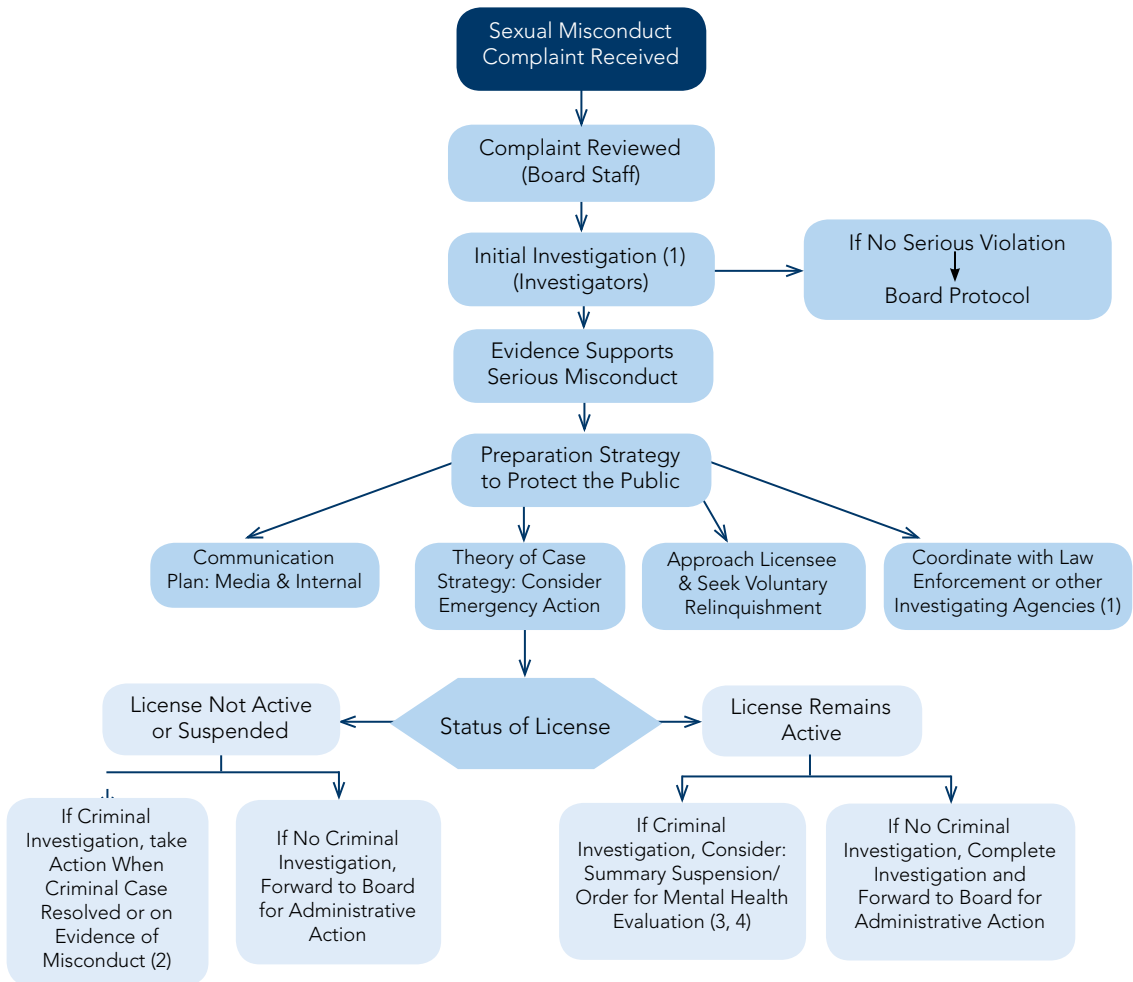 Sexual Misconduct
Complaint Received
Complaint Reviewed
(Board Staff)
Initial Investigation (1)
(Investigators)
If No Serious Violation
Board Protocol
Evidence Supports
Serious Misconduct
Preparation Strategy
to Protect the Public
Communication
Plan: Media & Internal
Theory of Case
Strategy: Consider
Emergency Action
Approach Licensee
& Seek Voluntary
Relinquishment
Coordinate with Law
Enforcement or other
Investigating Agencies (1)
Status of License
License Not Active
or Suspended
License Remains
Active
If Criminal
Investigation, take
Action When
Criminal Case
Resolved or on
Evidence of
Misconduct (2)
If No Criminal
Investigation,
Forward to Board
for Administrative
Action
If Criminal
Investigation, Consider:
Summary Suspension/
Order for Mental Health
Evaluation (3, 4)
If No Criminal
Investigation, Complete
Investigation and
Forward to Board for
Administrative Action